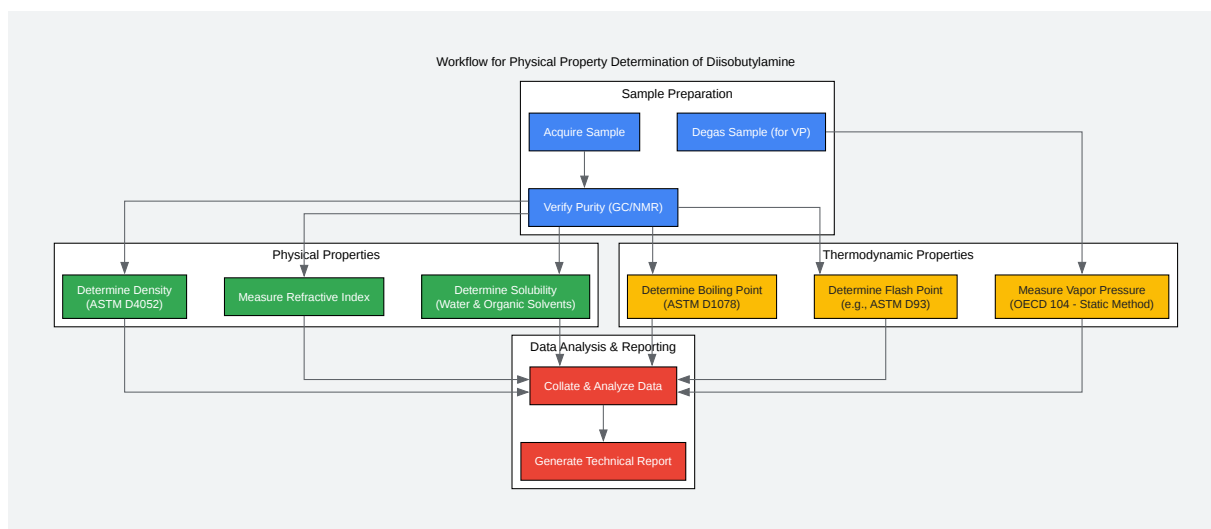 Workflow for Physical Property Determination of Diisobutylamine
Sample Preparation
Acquire Sample
Degas Sample (for VP)
Verify Purity (GC/NMR)
Physical Properties
Determine Density
(ASTM D4052)
Measure Refractive Index
Determine Solubility
(Water & Organic Solvents)
Thermodynamic Properties
Determine Boiling Point
(ASTM D1078)
Determine Flash Point
(e.g., ASTM D93)
Measure Vapor Pressure
(OECD 104 - Static Method)
Data Analysis & Reporting
Collate & Analyze Data
Generate Technical Report